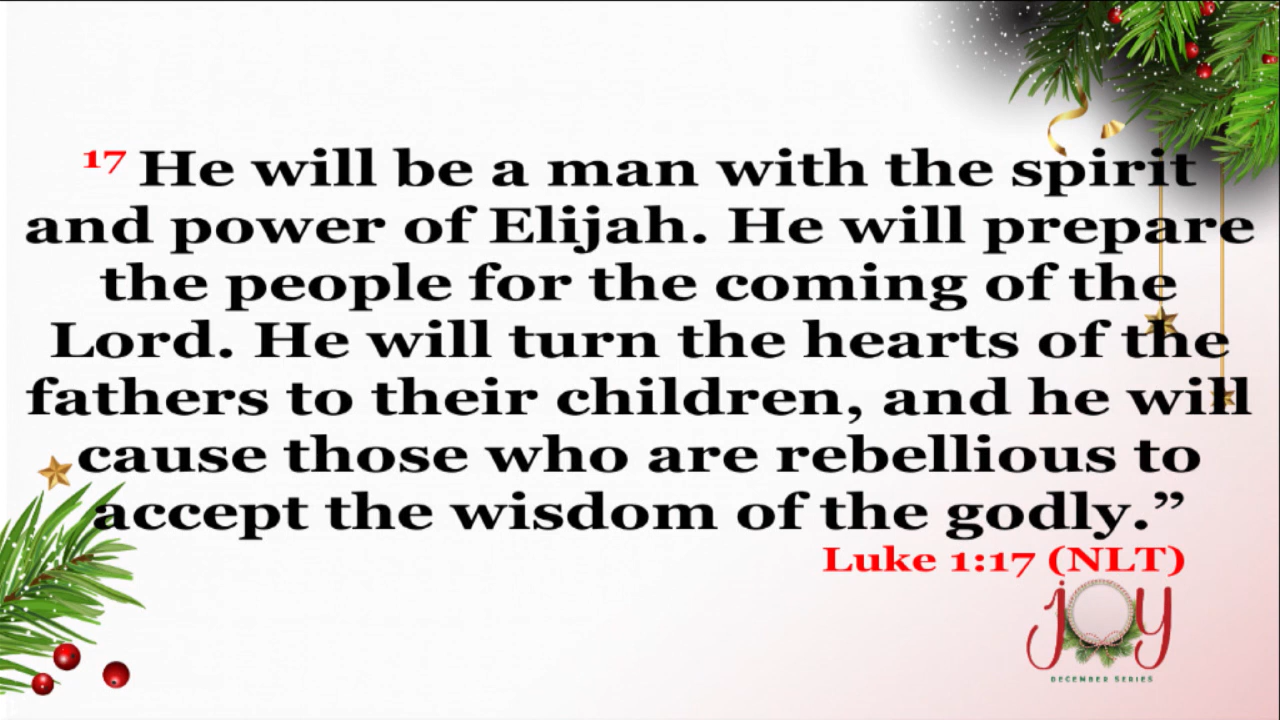 17 He will be a man with the spirit
and power of Elijah. He will prepare
the people for the coming of the
Lord. He will turn the hearts of the
fathers to their children, and he will
cause those who are rebellious to
accept the wisdom of the godly.”
Luke 1:17 (NLT)
jOy
DECEMBER SERIES